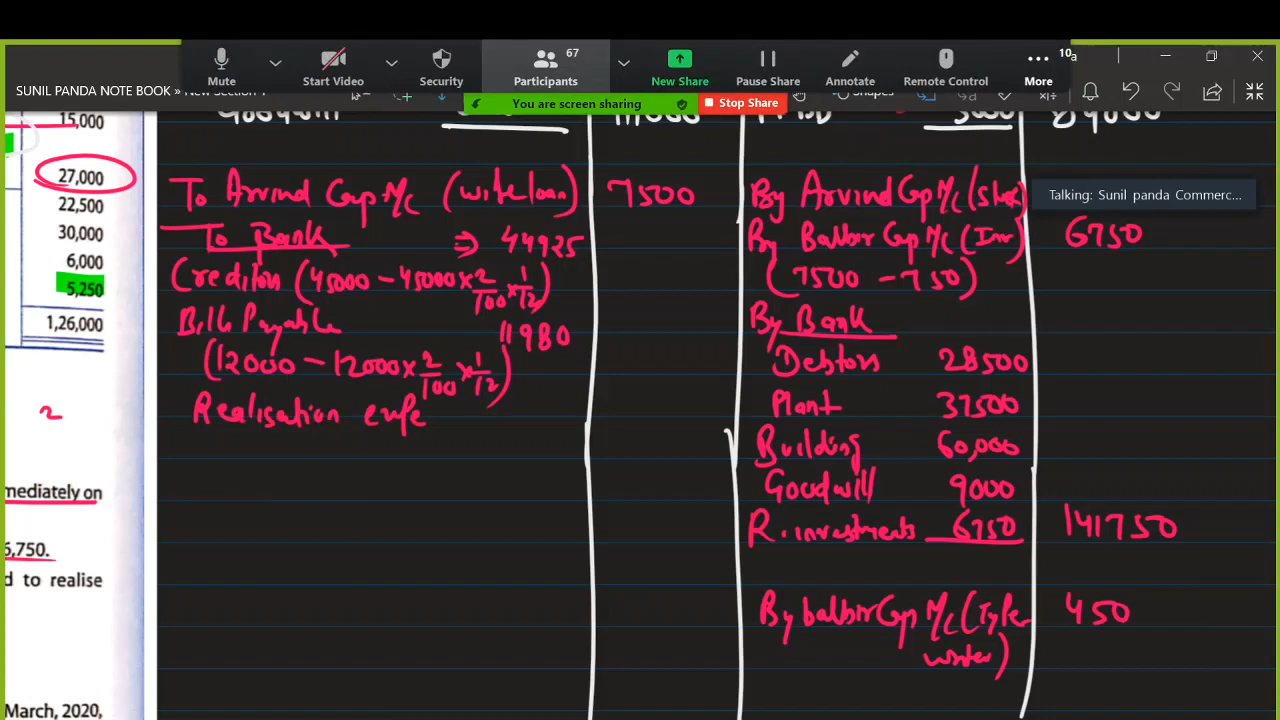 67
10
Mute
Start Video
Security
Participants
New Share
Pause Share
Annotate
Remote Control
More
SUNIL PANDA NOTE BOOK »
You are screen sharing
Stop Share
Talking: Sunil panda Commerc...
15,000
27,000
22,500
30,000
6,000
5,250
1,26,000
2
mediately on
6,750.
d to realise
March, 2020,
To Arvind Cap A/c (wife loan) 7500
To Bank
Creditors (45000 - 45000 × 2/100 × 1/12) ⇒ 44925
Bills Payable 11980
(12000 - 12000 × 2/100 × 1/12)
Realisation expe
By Arvind Cap A/c (Stock)
By Balbir Cap A/c (Inv) 6750
(7500 - 750)
By Bank
Debtors 28500
Plant 37500
Building 60,000
Goodwill 9000
R. investments 6750 141750
By balbir Cap A/c (Type 450
writer)